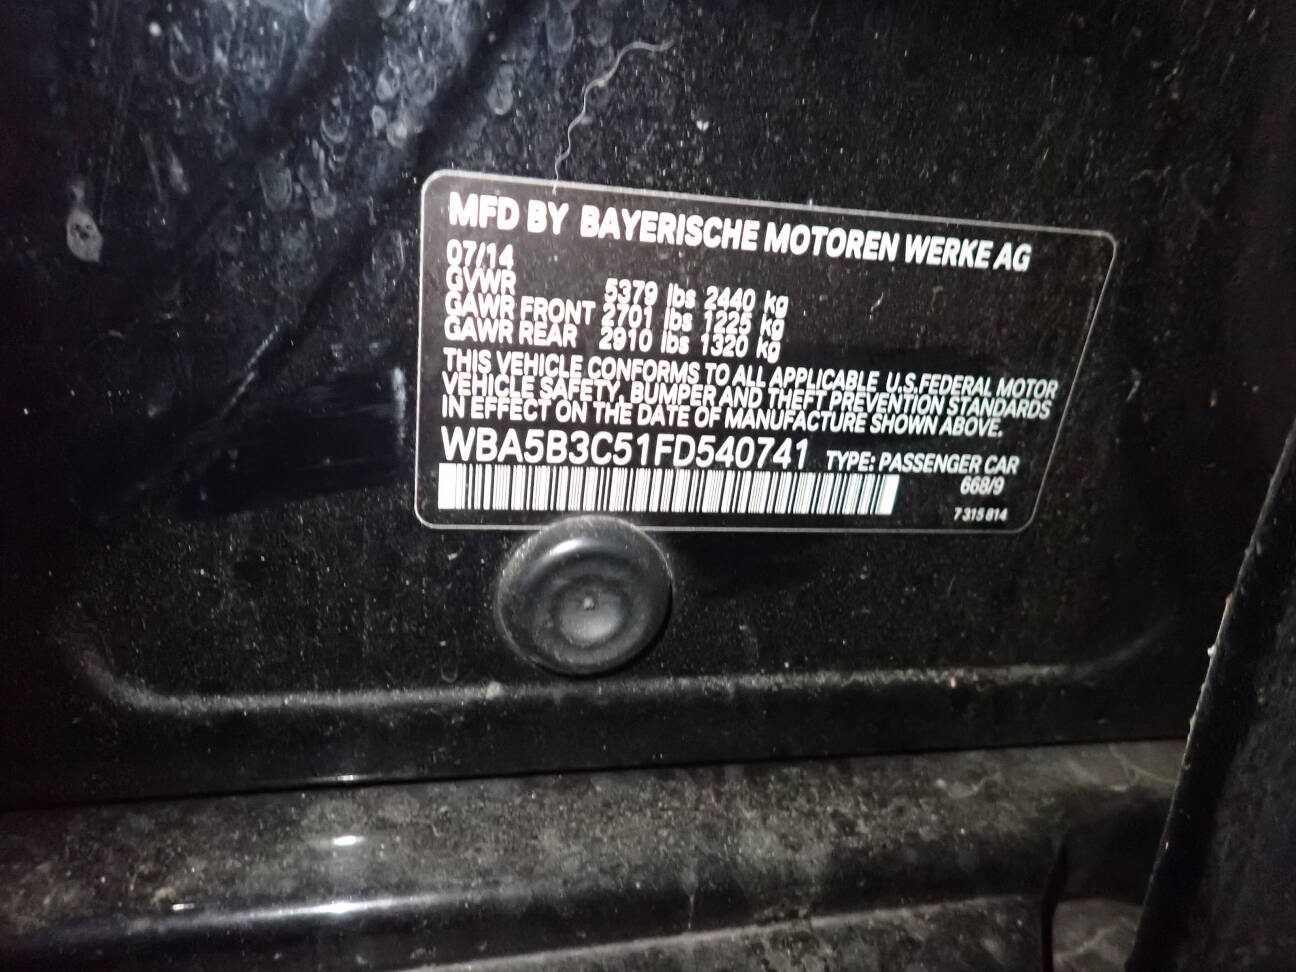 MFD BY BAYERISCHE MOTOREN WERKE AG
07/14
GVWR 5379 lbs 2440 kg
GAWR FRONT 2701 lbs 1225 kg
GAWR REAR 2910 lbs 1320 kg
THIS VEHICLE CONFORMS TO ALL APPLICABLE U.S.FEDERAL MOTOR
VEHICLE SAFETY, BUMPER AND THEFT PREVENTION STANDARDS
IN EFFECT ON THE DATE OF MANUFACTURE SHOWN ABOVE.
WBA5B3C51FD540741 TYPE: PASSENGER CAR
668/9
7 315 814